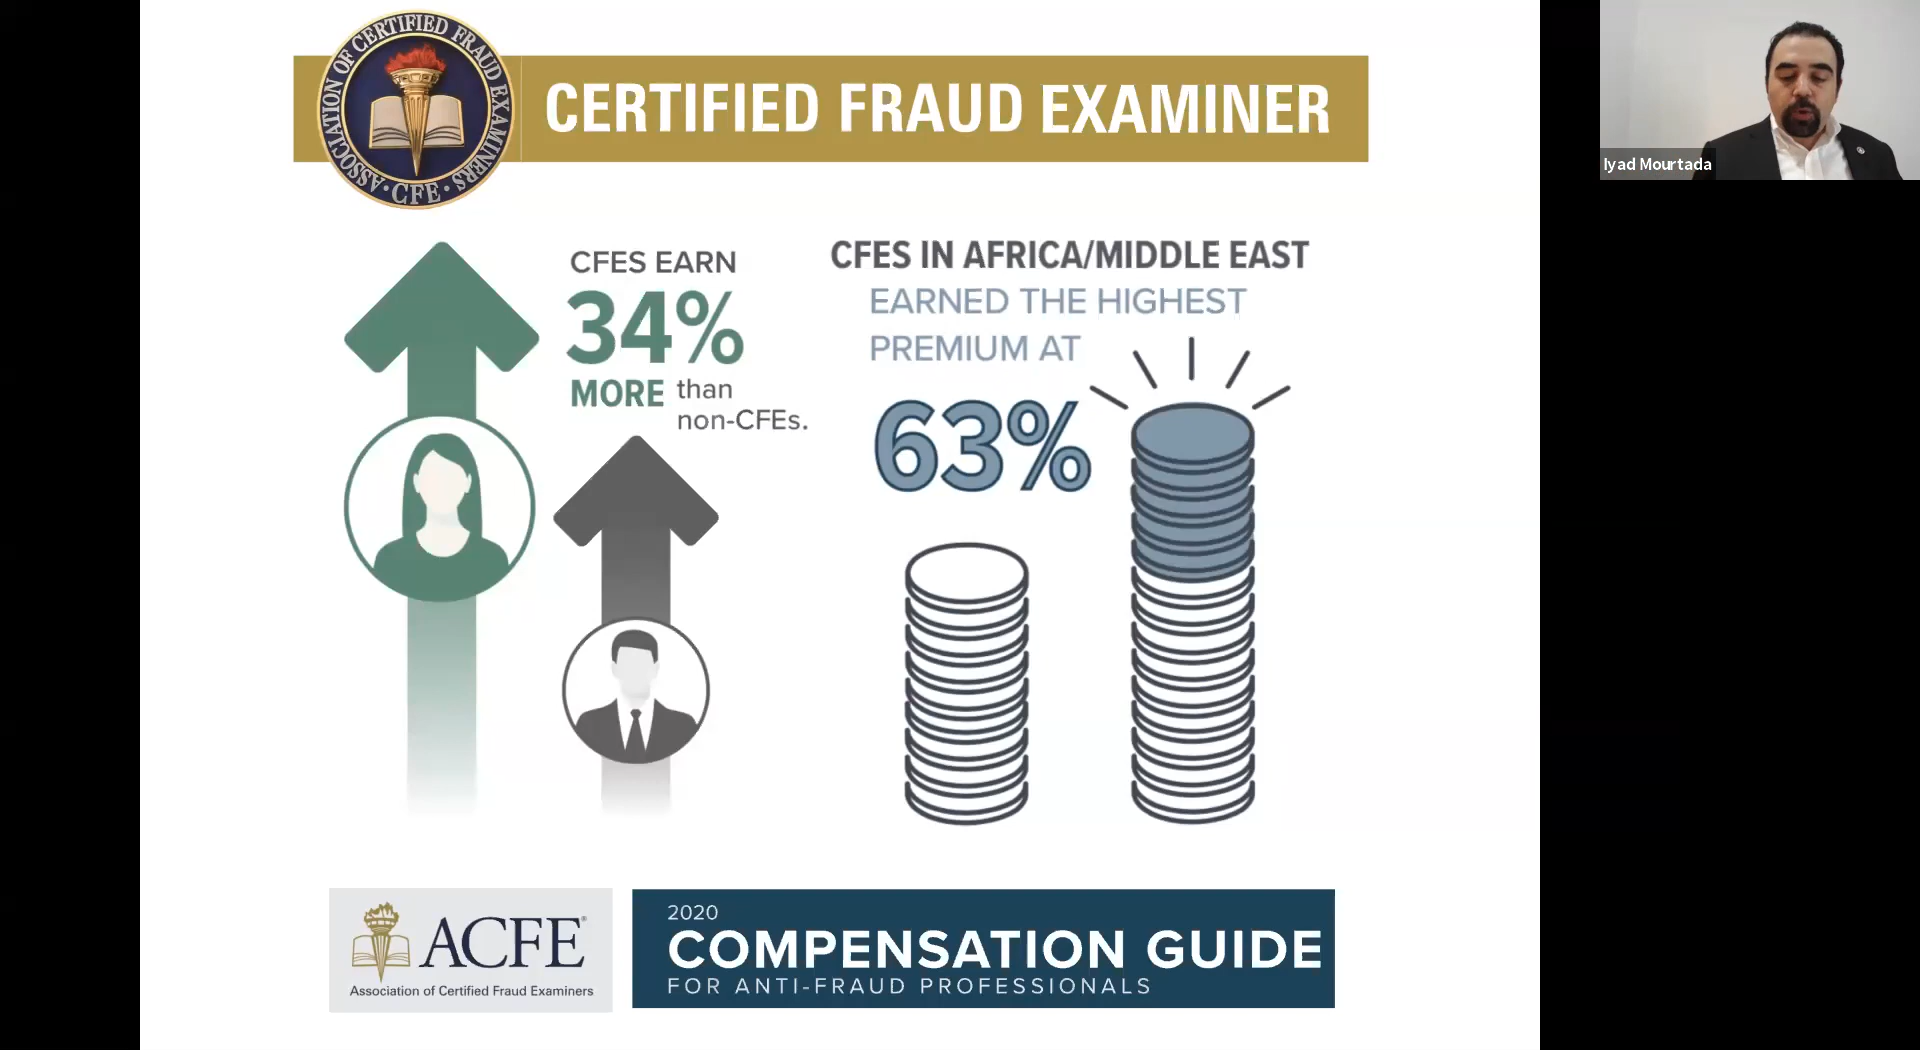 ASSOCIATION OF CERTIFIED FRAUD EXAMINERS
· CFE ·
CERTIFIED FRAUD EXAMINER
Iyad Mourtada
CFES EARN
34%
MORE than
non-CFEs.
CFES IN AFRICA/MIDDLE EAST
EARNED THE HIGHEST
PREMIUM AT
63%
ACFE®
Association of Certified Fraud Examiners
2020
COMPENSATION GUIDE
FOR ANTI-FRAUD PROFESSIONALS